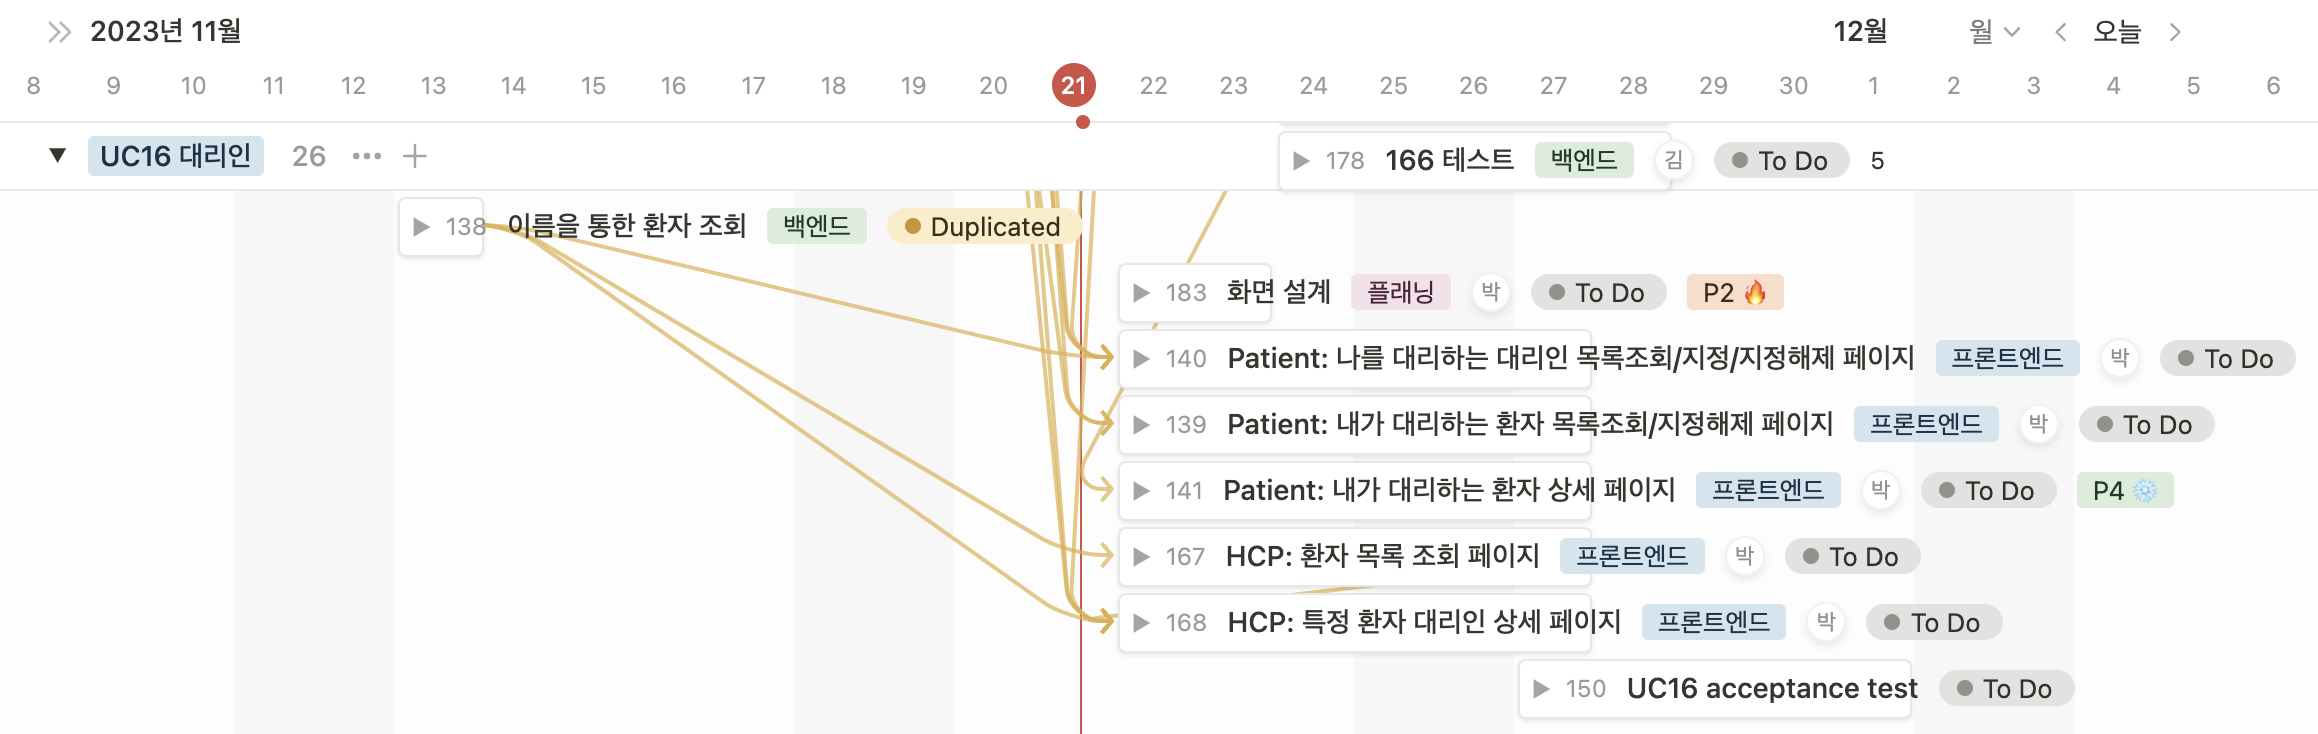 2023년 11월 12월 월 오늘
8 9 10 11 12 13 14 15 16 17 18 19 20 21 22 23 24 25 26 27 28 29 30 1 2 3 4 5 6
UC16 대리인 26 178 166 테스트 백엔드 김 To Do 5
138 이름을 통한 환자 조회 백엔드 Duplicated
183 화면 설계 플래닝 박 To Do P2 🔥
140 Patient: 나를 대리하는 대리인 목록조회/지정/지정해제 페이지 프론트엔드 박 To Do
139 Patient: 내가 대리하는 환자 목록조회/지정해제 페이지 프론트엔드 박 To Do
141 Patient: 내가 대리하는 환자 상세 페이지 프론트엔드 박 To Do P4 ❄️
167 HCP: 환자 목록 조회 페이지 프론트엔드 박 To Do
168 HCP: 특정 환자 대리인 상세 페이지 프론트엔드 박 To Do
150 UC16 acceptance test To Do